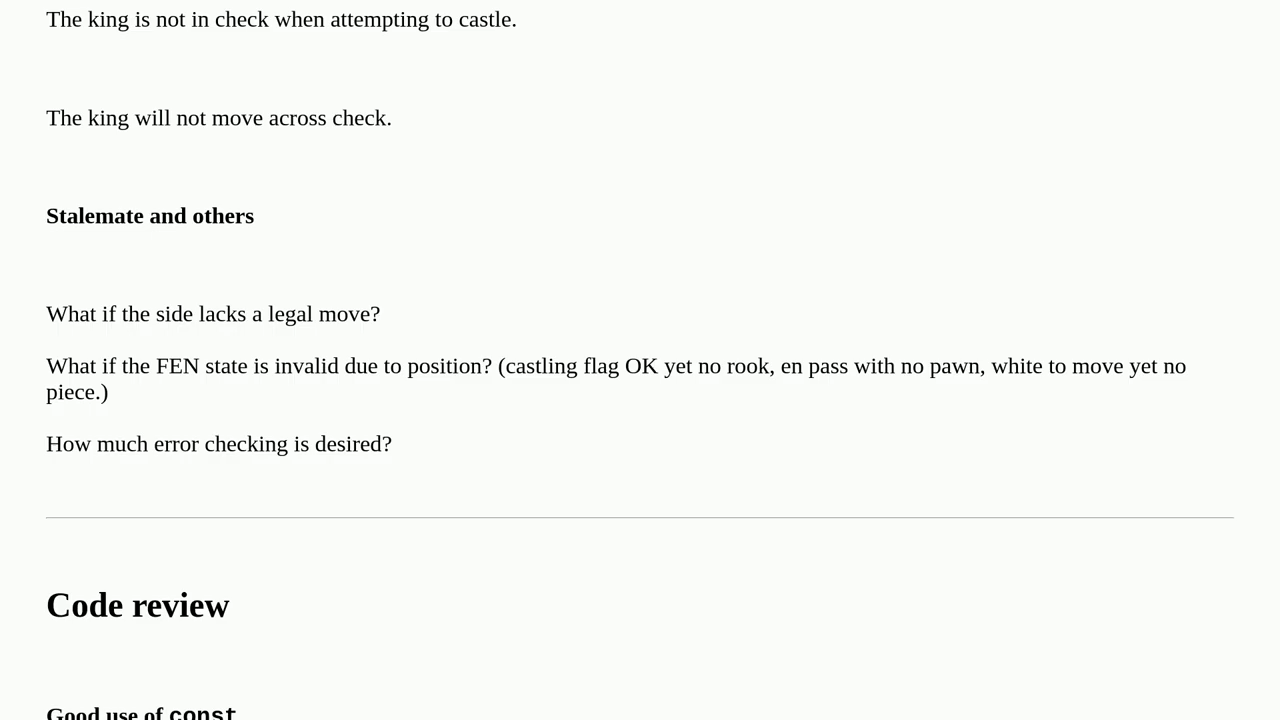 The king is not in check when attempting to castle.
The king will not move across check.
Stalemate and others
What if the side lacks a legal move?
What if the FEN state is invalid due to position? (castling flag OK yet no rook, en pass with no pawn, white to move yet no
piece.)
How much error checking is desired?
Code review
Good use of const